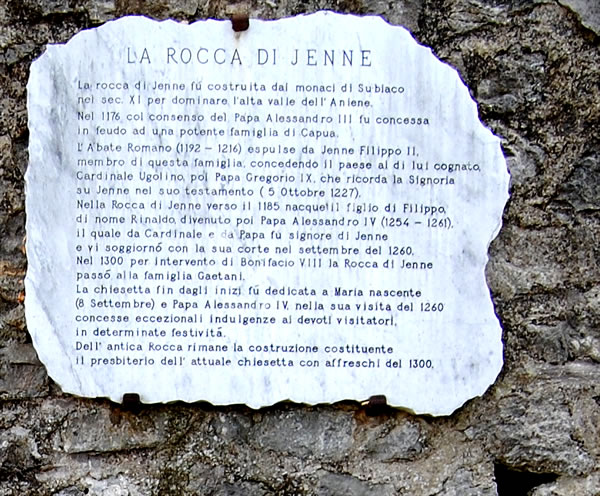 LA ROCCA DI JENNE
La rocca di Jenne fú costruita dai monaci di Subiaco
nel sec. XI per dominare l'alta valle dell'Aniene.
Nel 1176, col consenso del Papa Alessandro III fu concessa
in feudo ad una potente famiglia di Capua.
L'Abate Romano (1192 - 1216) espulse da Jenne Filippo II,
membro di questa famiglia, concedendo il paese al di lui cognato,
Cardinale Ugolino, poi Papa Gregorio IX, che ricorda la Signoria
su Jenne nel suo testamento ( 5 Ottobre 1227).
Nella Rocca di Jenne verso il 1185 nacque il figlio di Filippo,
di nome Rinaldo, divenuto poi Papa Alessandro IV (1254 - 1261),
il quale da Cardinale e da Papa fú signore di Jenne
e vi soggiornó con la sua corte nel settembre del 1260.
Nel 1300 per intervento di Bonifacio VIII la Rocca di Jenne
passó alla famiglia Gaetani.
La chiesetta fin dagli inizi fú dedicata a Maria nascente
(8 Settembre) e Papa Alessandro IV, nella sua visita del 1260
concesse eccezionali indulgenze ai devoti visitatori,
in determinate festivitá.
Dell' antica Rocca rimane la costruzione costituente
il presbiterio dell' attuale chiesetta con affreschi del 1300.